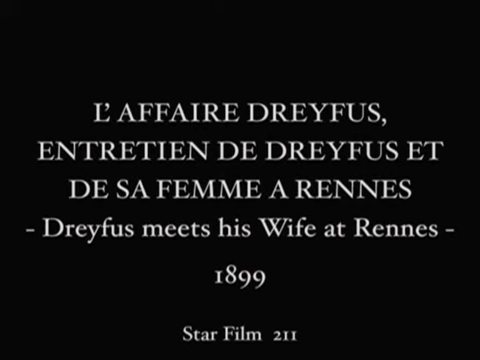 L' AFFAIRE DREYFUS,
ENTRETIEN DE DREYFUS ET
DE SA FEMME A RENNES
- Dreyfus meets his Wife at Rennes -
1899
Star Film 211